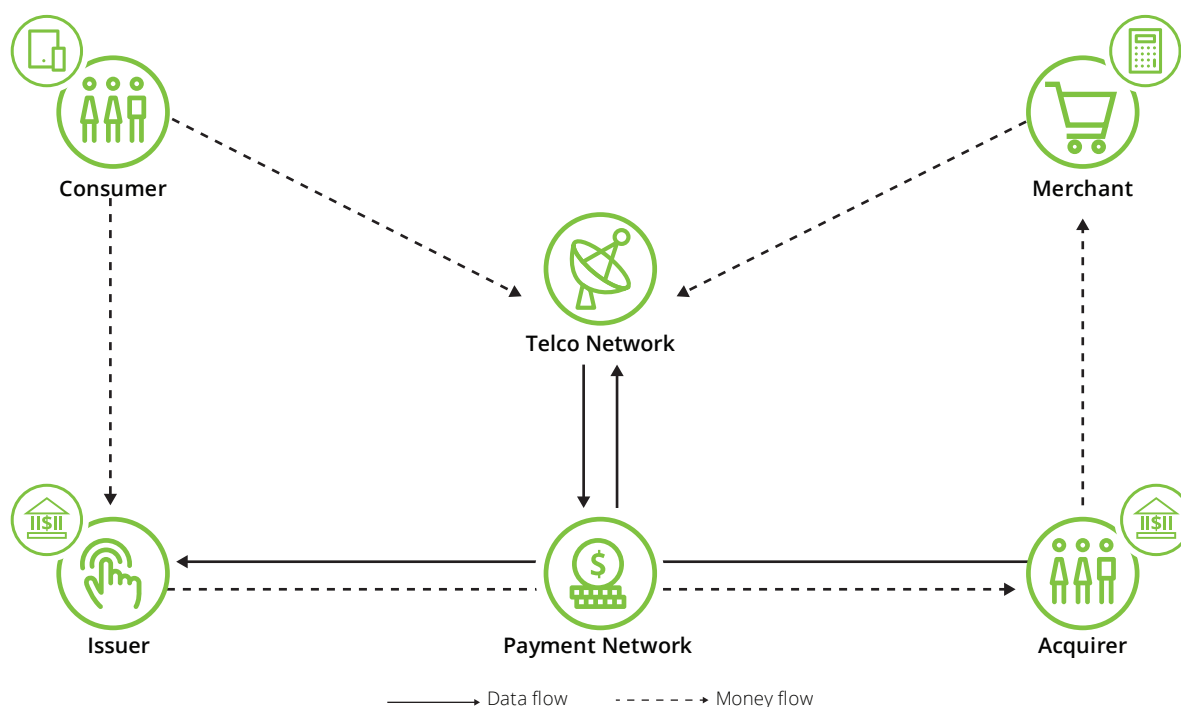 Consumer
Merchant
Telco Network
$
$
$
Issuer
Payment Network
Acquirer
Data flow
Money flow